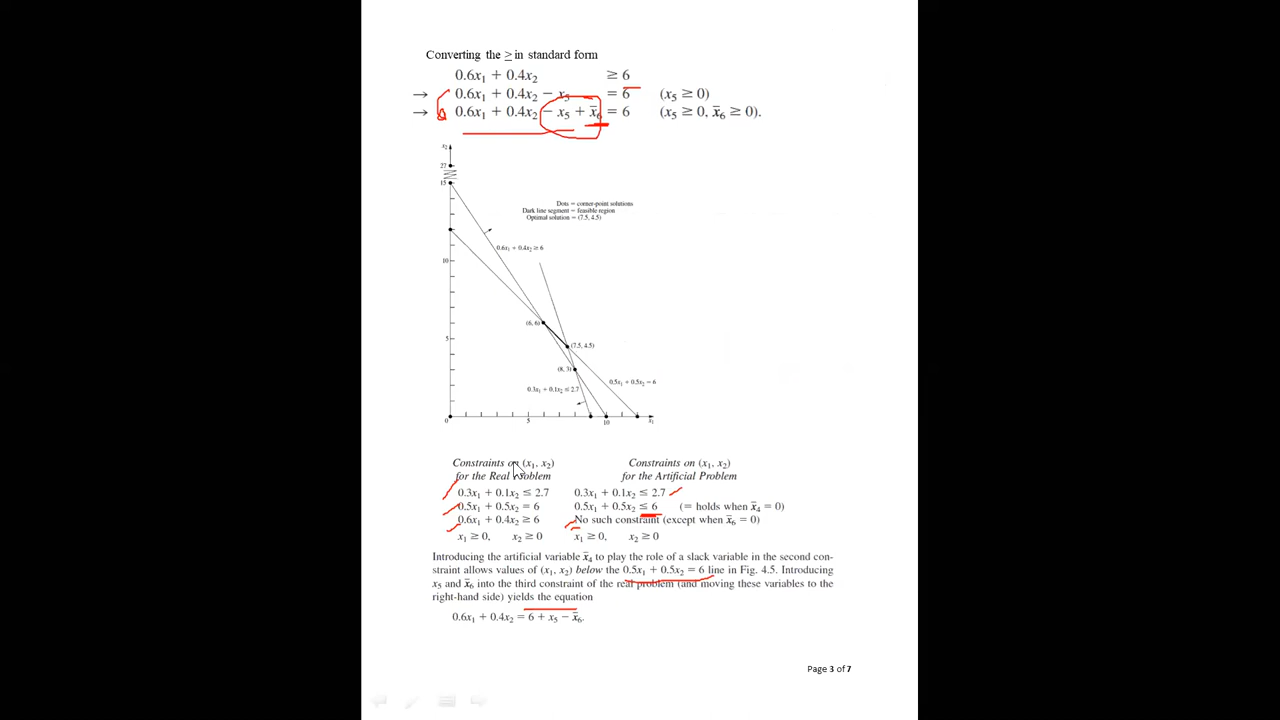 Converting the ≥ in standard form
0.6x₁ + 0.4x₂ ≥ 6
→ 0.6x₁ + 0.4x₂ − x₅ = 6 (x₅ ≥ 0)
→ 0.6x₁ + 0.4x₂ − x₅ + x̄₆ = 6 (x₅ ≥ 0, x̄₆ ≥ 0).
x₂
27
15
Dots = corner-point solutions
Dark line segment = feasible region
Optimal solution = (7.5, 4.5)
0.6x₁ + 0.4x₂ ≥ 6
10
(6, 6)
5
(7.5, 4.5)
(8, 3)
0.5x₁ + 0.5x₂ = 6
0.3x₁ + 0.1x₂ ≤ 2.7
0
5
10
x₁
Constraints on (x₁, x₂) Constraints on (x₁, x₂)
for the Real Problem for the Artificial Problem
0.3x₁ + 0.1x₂ ≤ 2.7 0.3x₁ + 0.1x₂ ≤ 2.7
0.5x₁ + 0.5x₂ = 6 0.5x₁ + 0.5x₂ ≤ 6 (= holds when x̄₄ = 0)
0.6x₁ + 0.4x₂ ≥ 6 No such constraint (except when x̄₆ = 0)
x₁ ≥ 0, x₂ ≥ 0 x₁ ≥ 0, x₂ ≥ 0
Introducing the artificial variable x̄₄ to play the role of a slack variable in the second con-
straint allows values of (x₁, x₂) below the 0.5x₁ + 0.5x₂ = 6 line in Fig. 4.5. Introducing
x₅ and x̄₆ into the third constraint of the real problem (and moving these variables to the
right-hand side) yields the equation
0.6x₁ + 0.4x₂ = 6 + x₅ − x̄₆.
Page 3 of 7